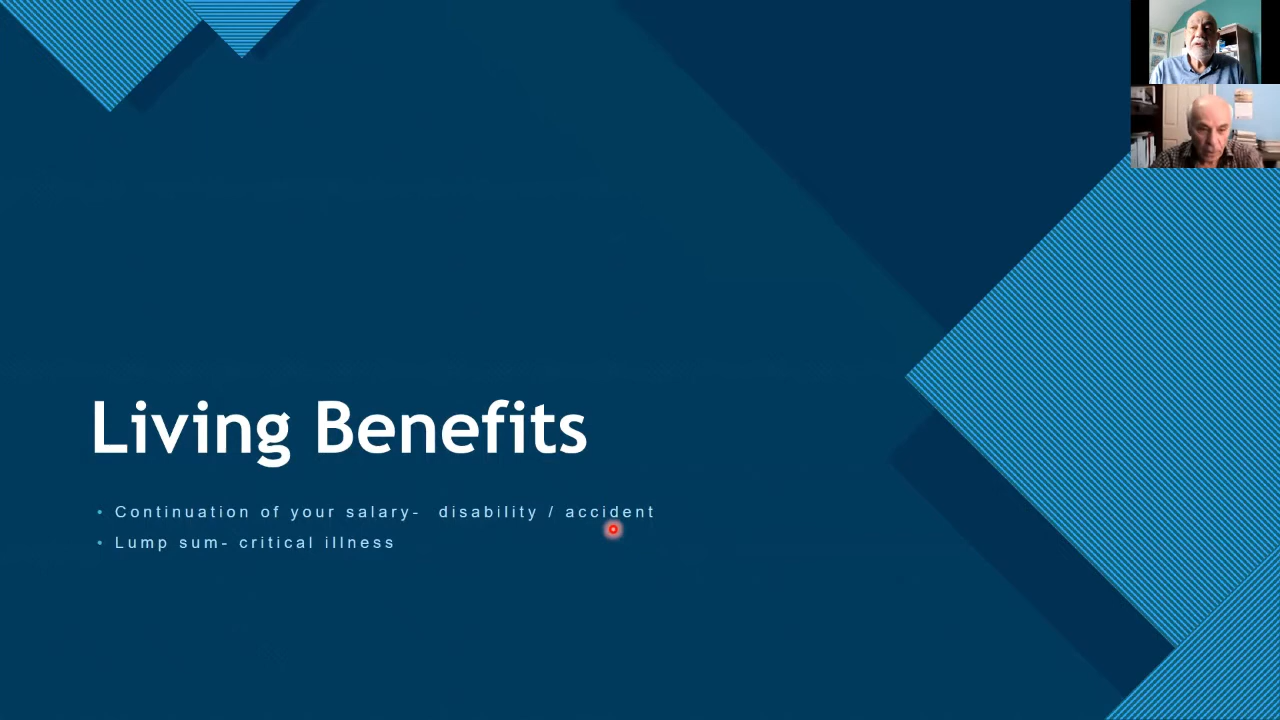 Living Benefits
• Continuation of your salary- disability / accident
• Lump sum- critical illness